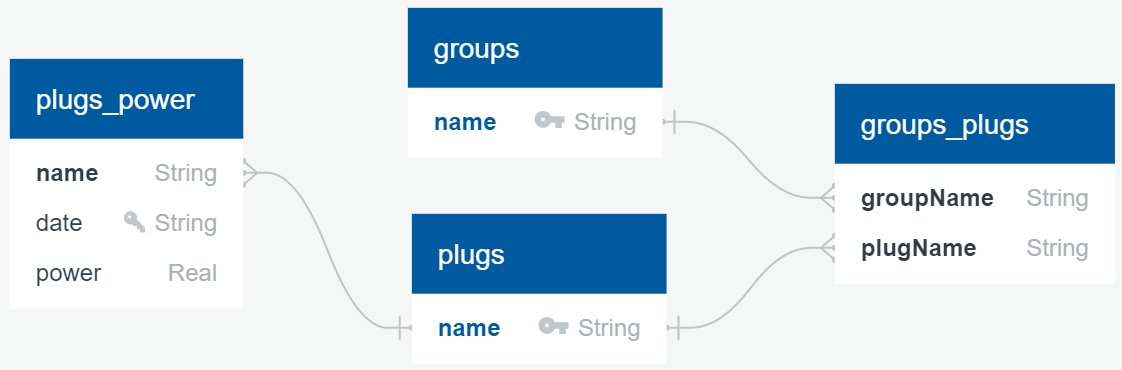 plugs_power
name String
date String
power Real
groups
name String
plugs
name String
groups_plugs
groupName String
plugName String